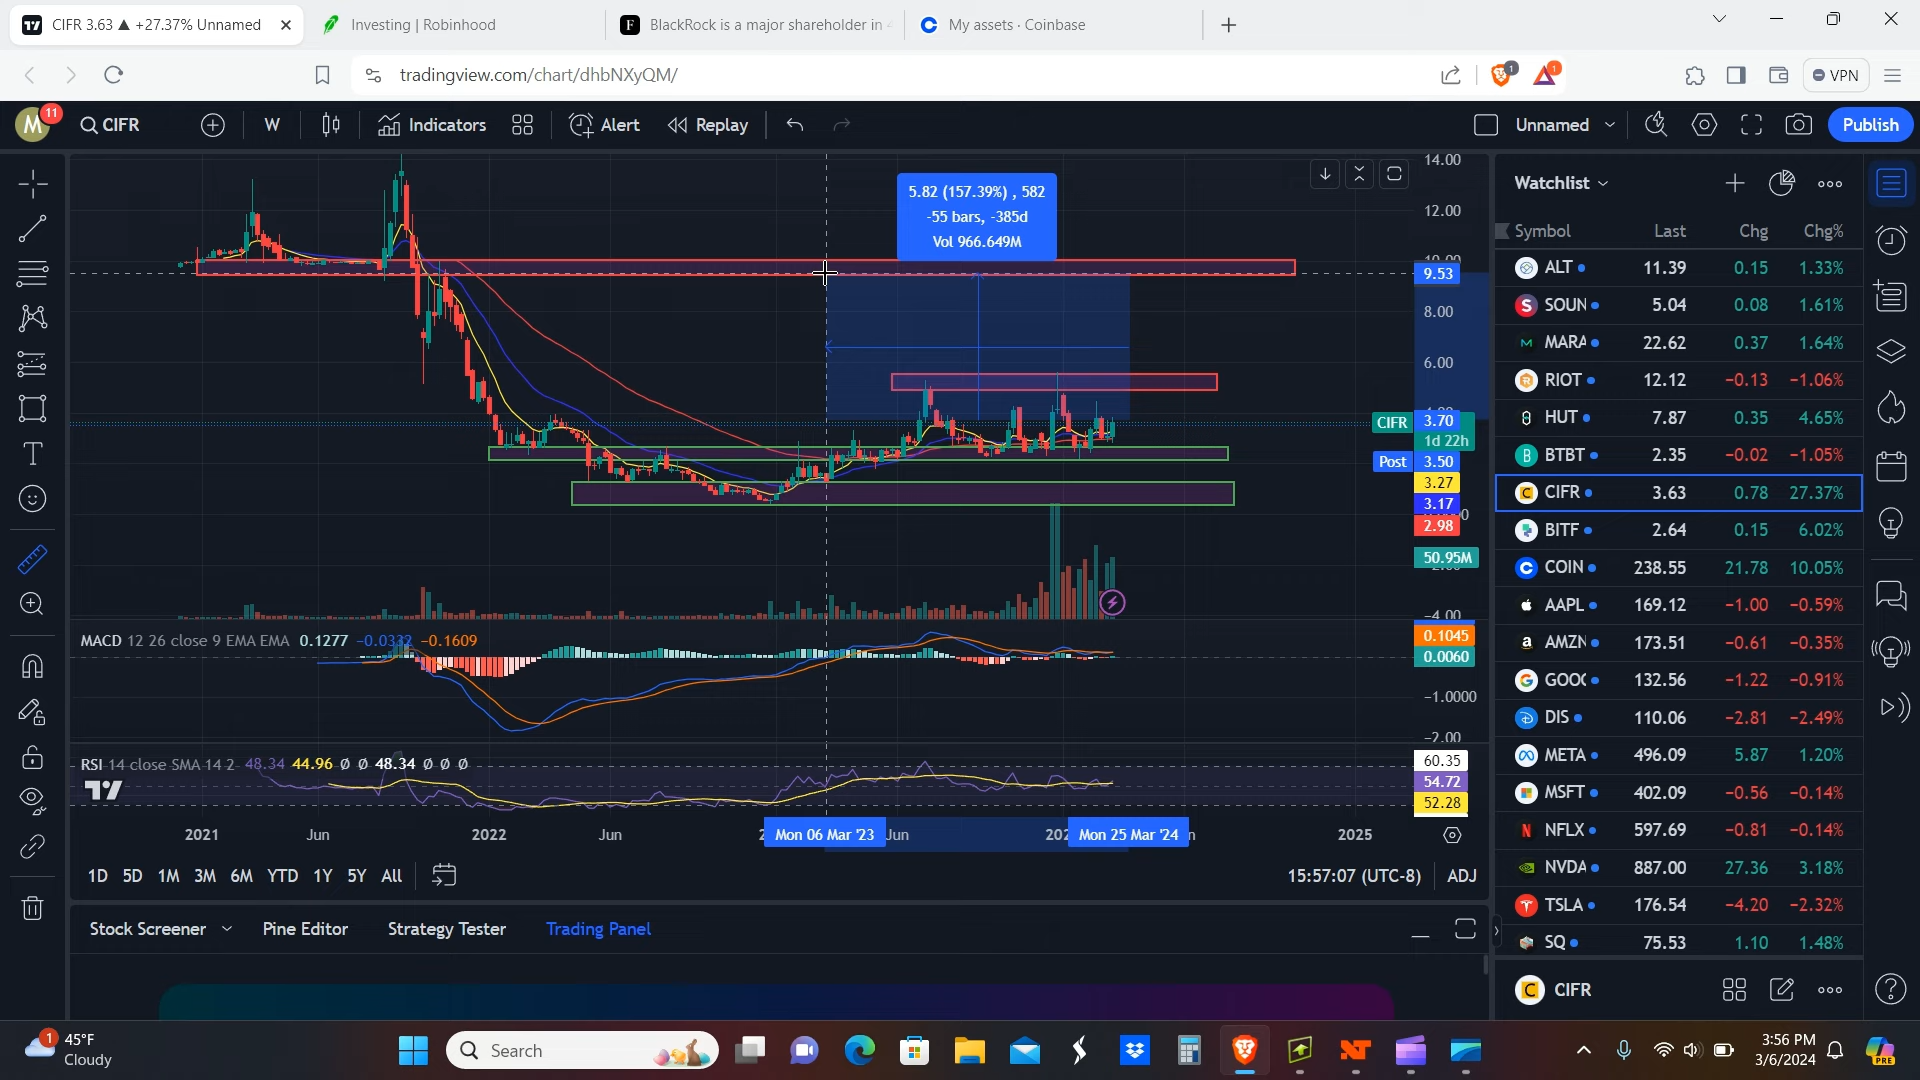 CIFR 3.63 ▲ +27.37% Unnamed
Investing | Robinhood
BlackRock is a major shareholder in
My assets · Coinbase
tradingview.com/chart/dhbNXyQM/
1
1
VPN
M
11
CIFR
W
Indicators
Alert
Replay
Unnamed
Publish
5.82 (157.39%) , 582
-55 bars, -385d
Vol 966.649M
14.00
12.00
10.00
9.53
8.00
6.00
CIFR
3.70
1d 22h
Post
3.50
3.27
3.17
2.98
50.95M
-4.00
MACD 12 26 close 9 EMA EMA 0.1277 -0.0332 -0.1609
0.1045
0.0060
-1.0000
-2.00
RSI 14 close SMA 14 2 48.34 44.96 ø ø 48.34 ø ø ø
60.35
54.72
52.28
2021
Jun
2022
Jun
Mon 06 Mar '23
Jun
Mon 25 Mar '24
2025
1D 5D 1M 3M 6M YTD 1Y 5Y All
15:57:07 (UTC-8)
ADJ
Stock Screener
Pine Editor
Strategy Tester
Trading Panel
Watchlist
Symbol Last Chg Chg%
ALT 11.39 0.15 1.33%
SOUN 5.04 0.08 1.61%
MARA 22.62 0.37 1.64%
RIOT 12.12 -0.13 -1.06%
HUT 7.87 0.35 4.65%
BTBT 2.35 -0.02 -1.05%
CIFR 3.63 0.78 27.37%
BITF 2.64 0.15 6.02%
COIN 238.55 21.78 10.05%
AAPL 169.12 -1.00 -0.59%
AMZN 173.51 -0.61 -0.35%
GOOG 132.56 -1.22 -0.91%
DIS 110.06 -2.81 -2.49%
META 496.09 5.87 1.20%
MSFT 402.09 -0.56 -0.14%
NFLX 597.69 -0.81 -0.14%
NVDA 887.00 27.36 3.18%
TSLA 176.54 -4.20 -2.32%
SQ 75.53 1.10 1.48%
CIFR
1
45°F
Cloudy
Search
3:56 PM
3/6/2024
PRE